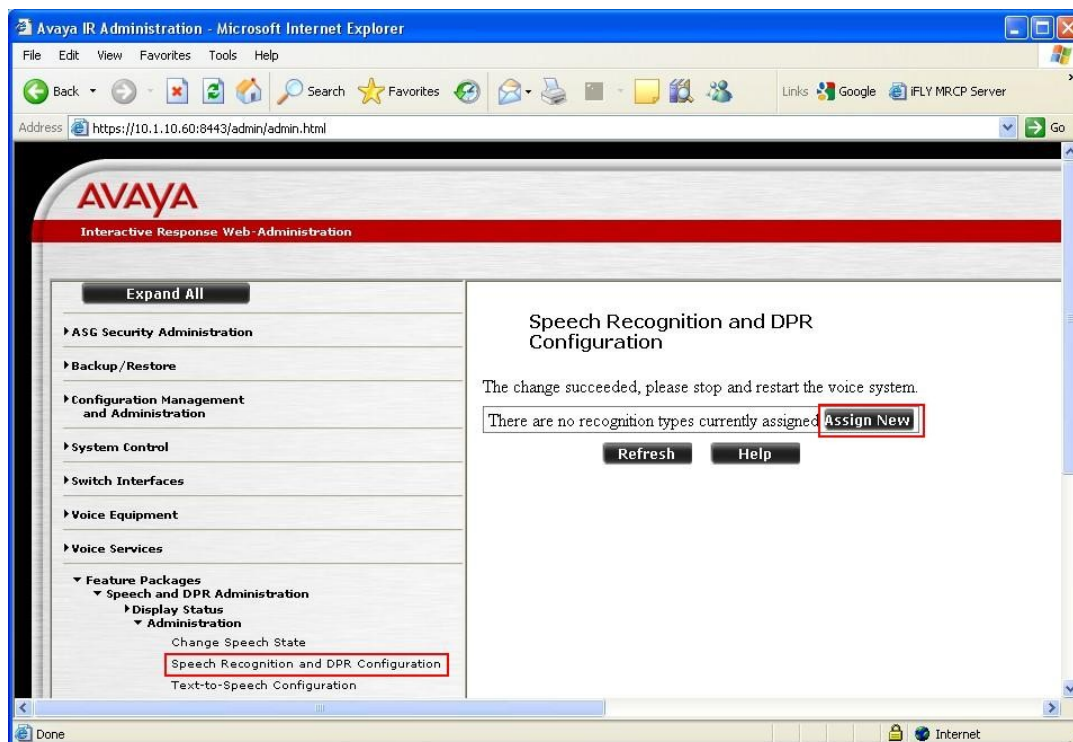 Avaya IR Administration - Microsoft Internet Explorer
File Edit View Favorites Tools Help
Back Search Favorites Links Google iFLY MRCP Server
Address https://10.1.10.60:8443/admin/admin.html Go
AVAYA
Interactive Response Web-Administration
Expand All
ASG Security Administration
Backup/Restore
Configuration Management
and Administration
System Control
Switch Interfaces
Voice Equipment
Voice Services
Feature Packages
Speech and DPR Administration
Display Status
Administration
Change Speech State
Speech Recognition and DPR Configuration
Text-to-Speech Configuration
Speech Recognition and DPR
Configuration
The change succeeded, please stop and restart the voice system.
There are no recognition types currently assigned Assign New
Refresh Help
Done Internet